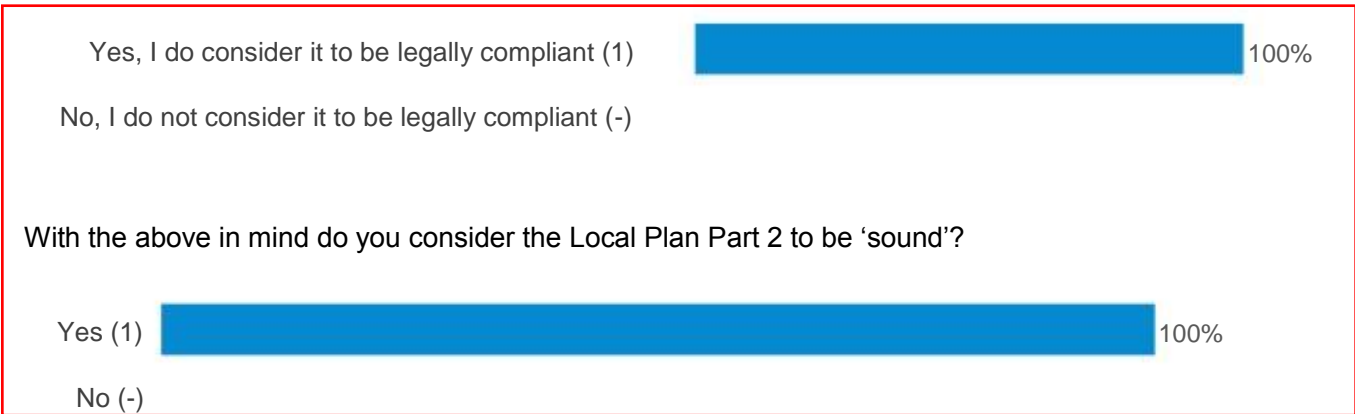 Yes, I do consider it to be legally compliant (1) 100%
No, I do not consider it to be legally compliant (-)
With the above in mind do you consider the Local Plan Part 2 to be ‘sound’?
Yes (1) 100%
No (-)